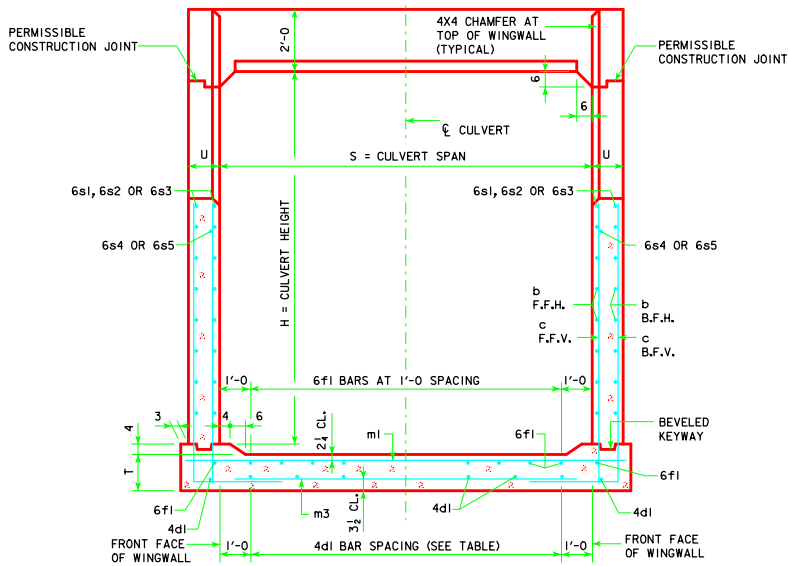 PERMISSIBLE
CONSTRUCTION JOINT
2'-0
4X4 CHAMFER AT
TOP OF WINGWALL
(TYPICAL)
PERMISSIBLE
CONSTRUCTION JOINT
6
6
℄ CULVERT
U
S = CULVERT SPAN
U
6s1, 6s2 OR 6s3
6s1, 6s2 OR 6s3
6s4 OR 6s5
6s4 OR 6s5
H = CULVERT HEIGHT
b
F.F.H.
b
B.F.H.
c
F.F.V.
c
B.F.V.
1'-0
6f1 BARS AT 1'-0 SPACING
1'-0
3
4
4
6
2 1/4 CL.
m1
6f1
BEVELED
KEYWAY
T
6f1
6f1
4d1
m3
3 1/2 CL.
4d1
4d1
FRONT FACE
OF WINGWALL
1'-0
4d1 BAR SPACING (SEE TABLE)
1'-0
FRONT FACE
OF WINGWALL